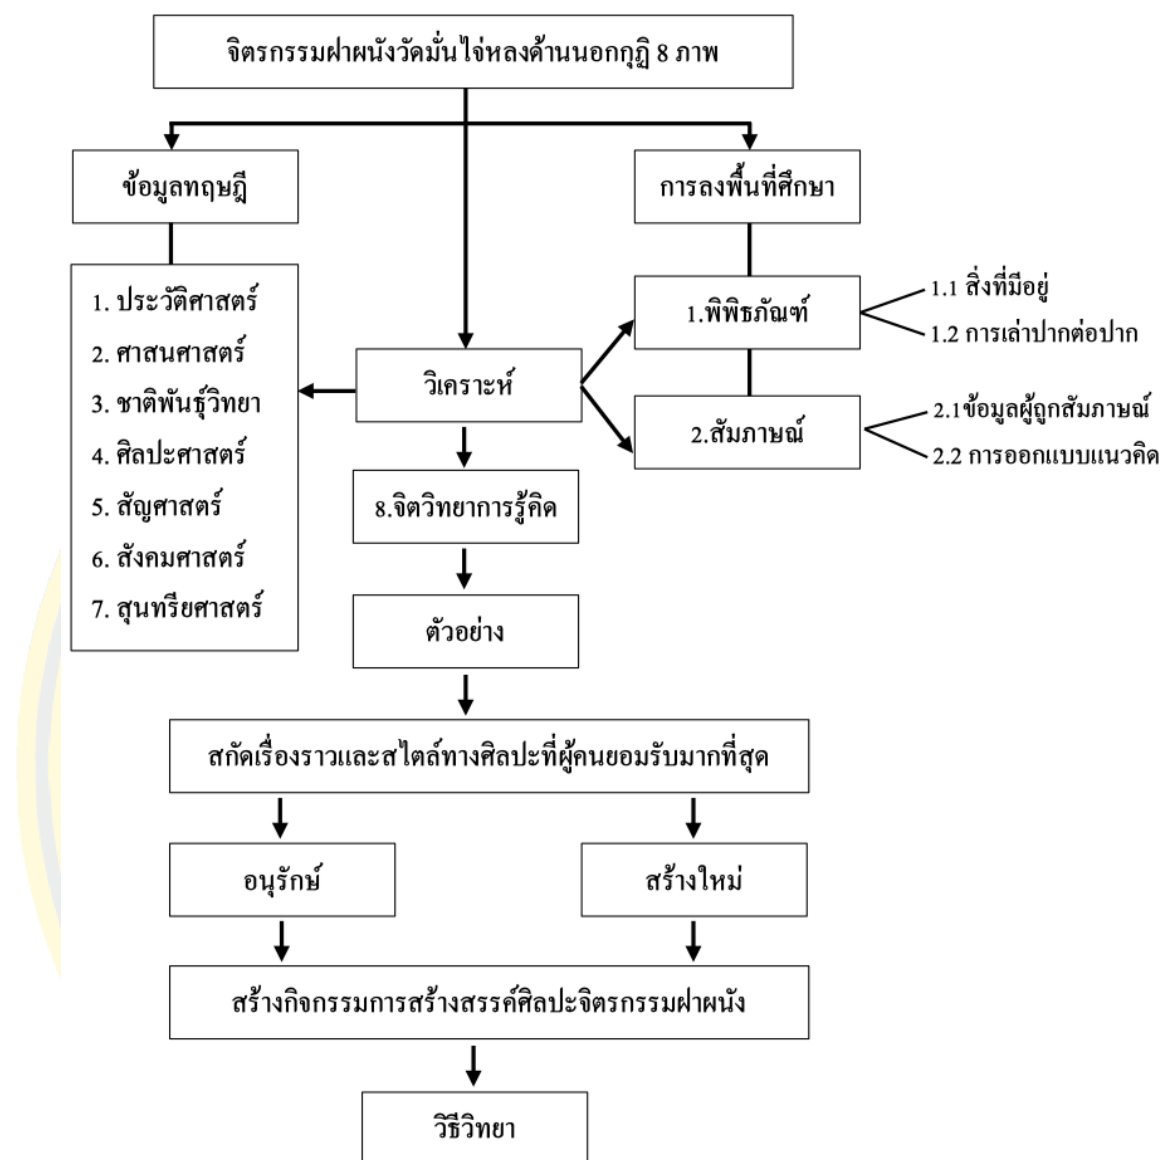 จิตรกรรมฝาผนังวัดมั่นไจ่หลงด้านนอกกุฏิ 8 ภาพ
ข้อมูลทฤษฎี
การลงพื้นที่ศึกษา
1. ประวัติศาสตร์
2. ศาสนศาสตร์
3. ชาติพันธุ์วิทยา
4. ศิลปะศาสตร์
5. สัญศาสตร์
6. สังคมศาสตร์
7. สุนทรียศาสตร์
1.พิพิธภัณฑ์
1.1 สิ่งที่มีอยู่
1.2 การเล่าปากต่อปาก
วิเคราะห์
2.สัมภาษณ์
2.1ข้อมูลผู้ถูกสัมภาษณ์
2.2 การออกแบบแนวคิด
8.จิตวิทยาการรู้คิด
ตัวอย่าง
สกัดเรื่องราวและสไตล์ทางศิลปะที่ผู้คนยอมรับมากที่สุด
อนุรักษ์
สร้างใหม่
สร้างกิจกรรมการสร้างสรรค์ศิลปะจิตรกรรมฝาผนัง
วิธีวิทยา